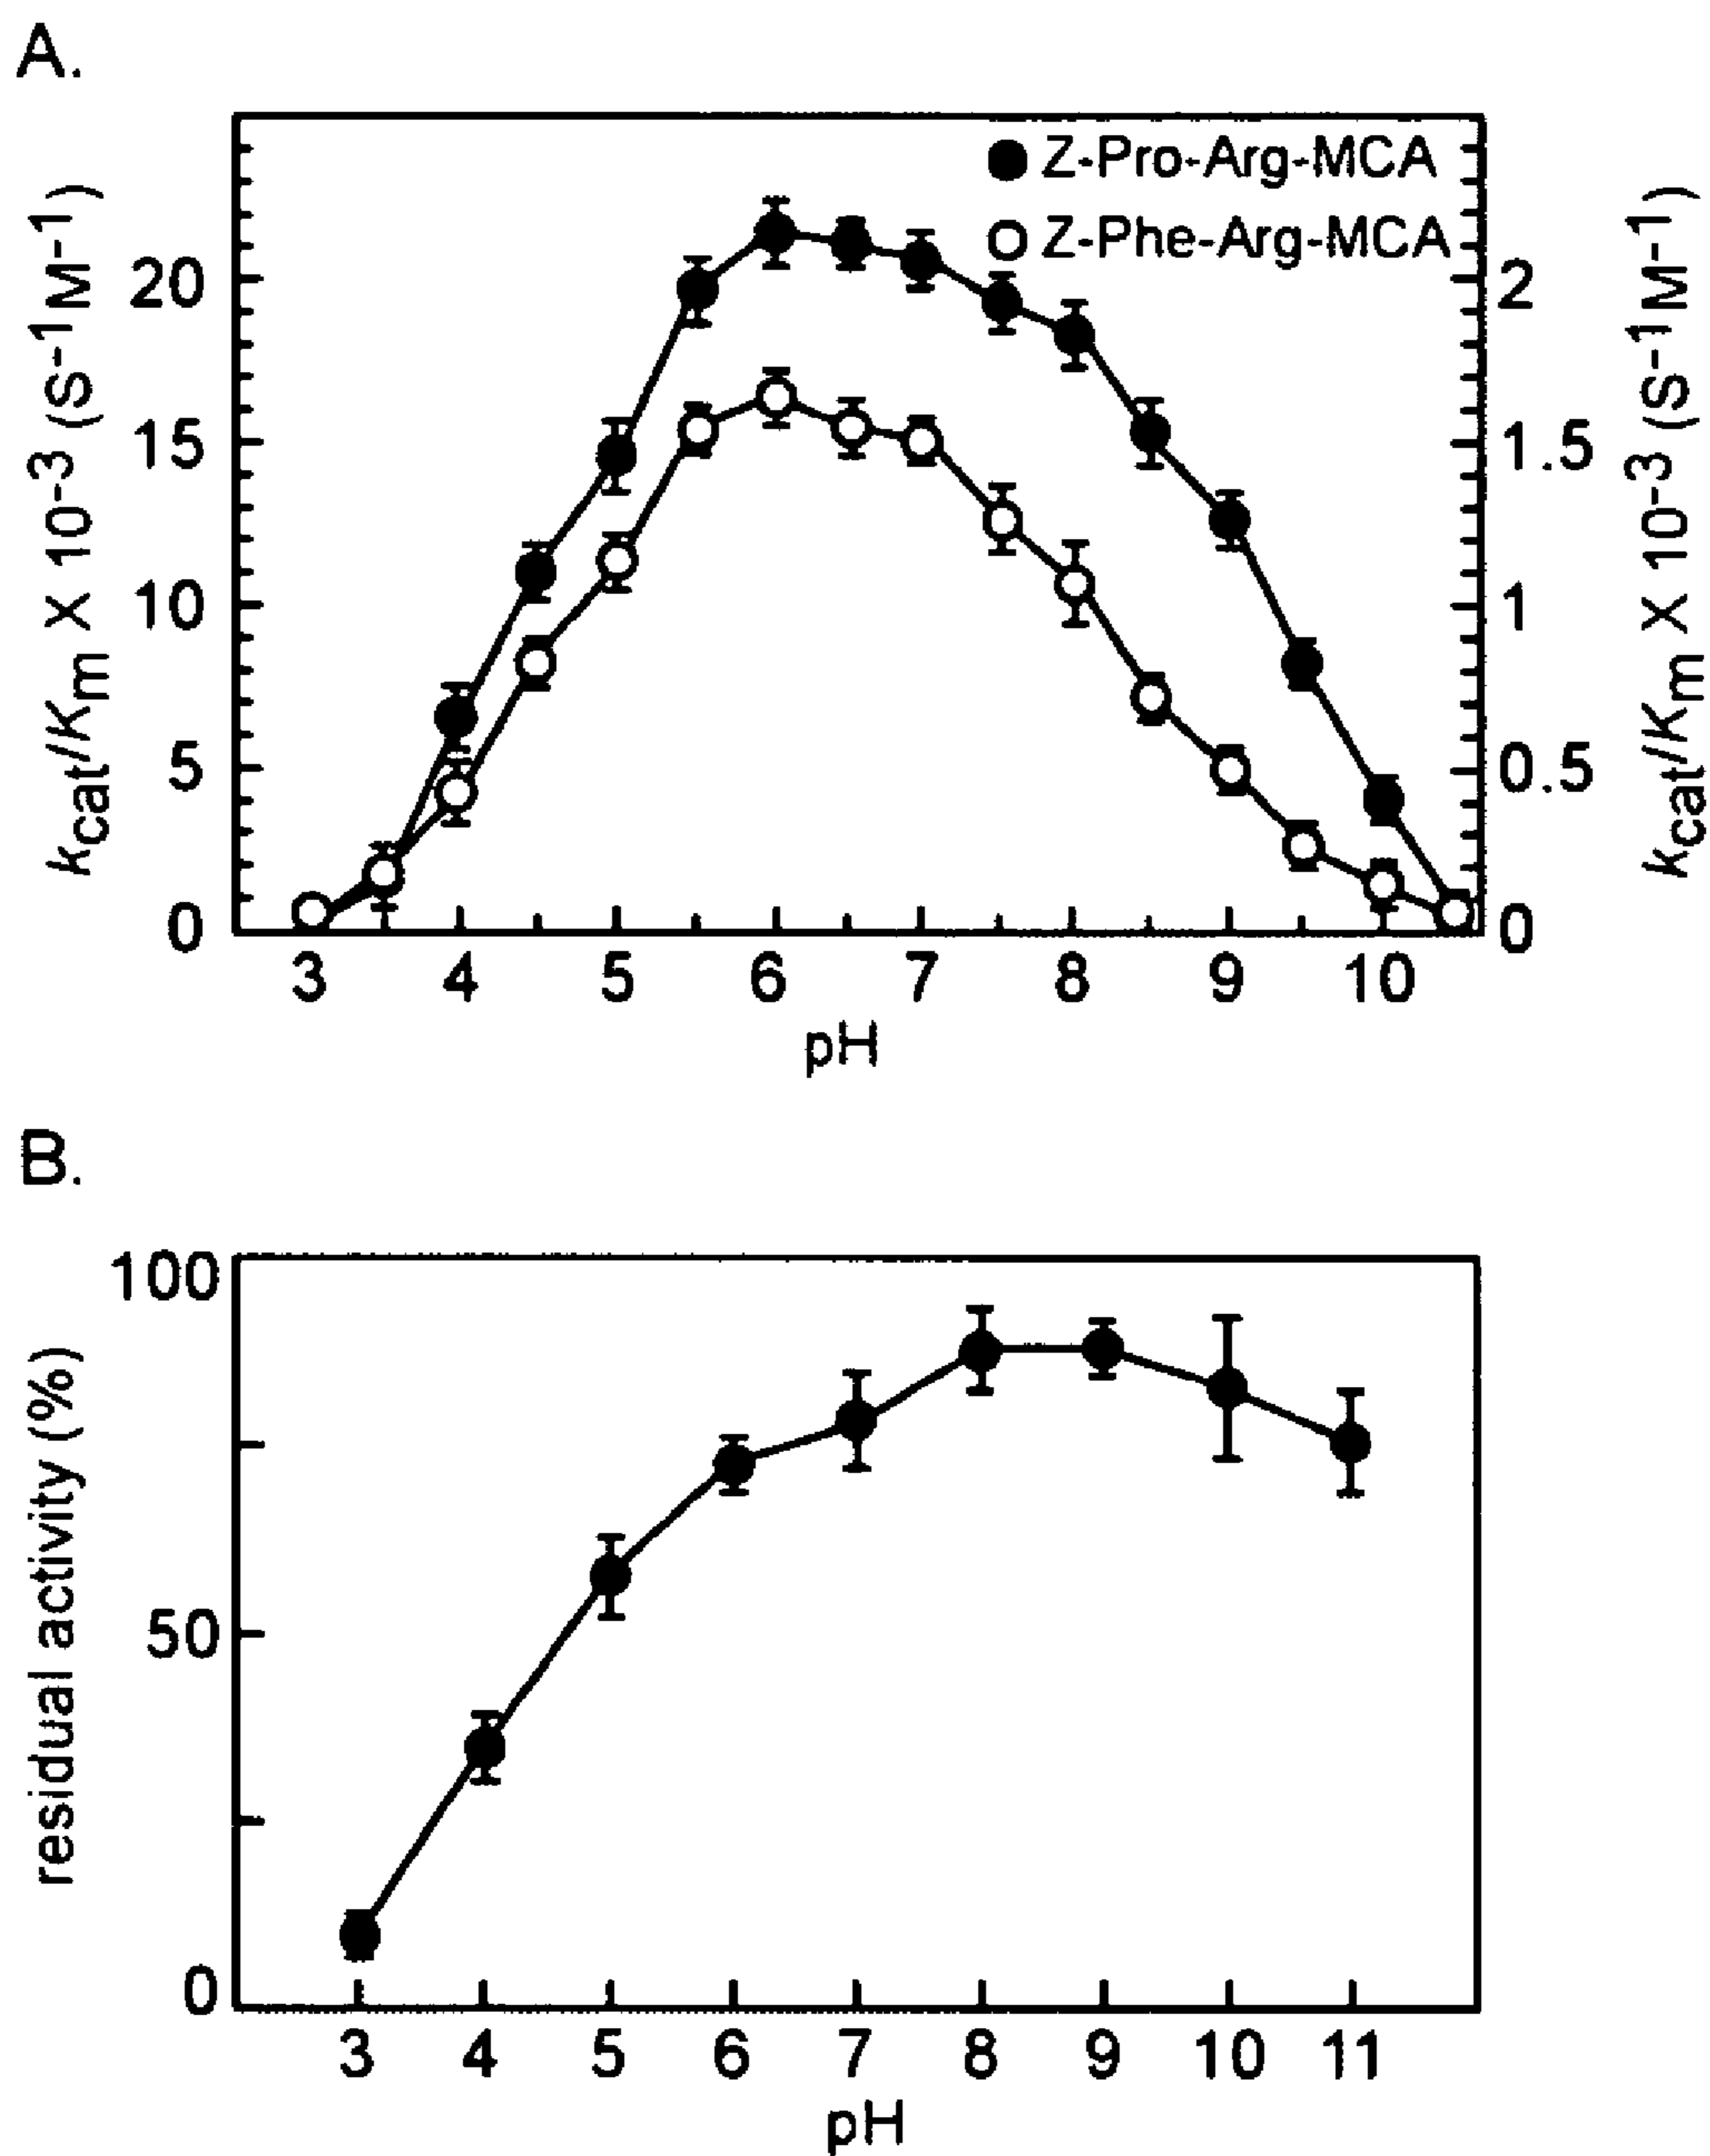 A.
Z-Pro-Arg-MCA
Z-Phe-Arg-MCA
kcat/Km X 10-3 (S-1M-1)
20
15
10
5
0
2
1.5
1
0.5
0
kcat/Km X 10-3 (S-1M-1)
3 4 5 6 7 8 9 10
pH
B.
residual activity (%)
100
50
0
3 4 5 6 7 8 9 10 11
pH